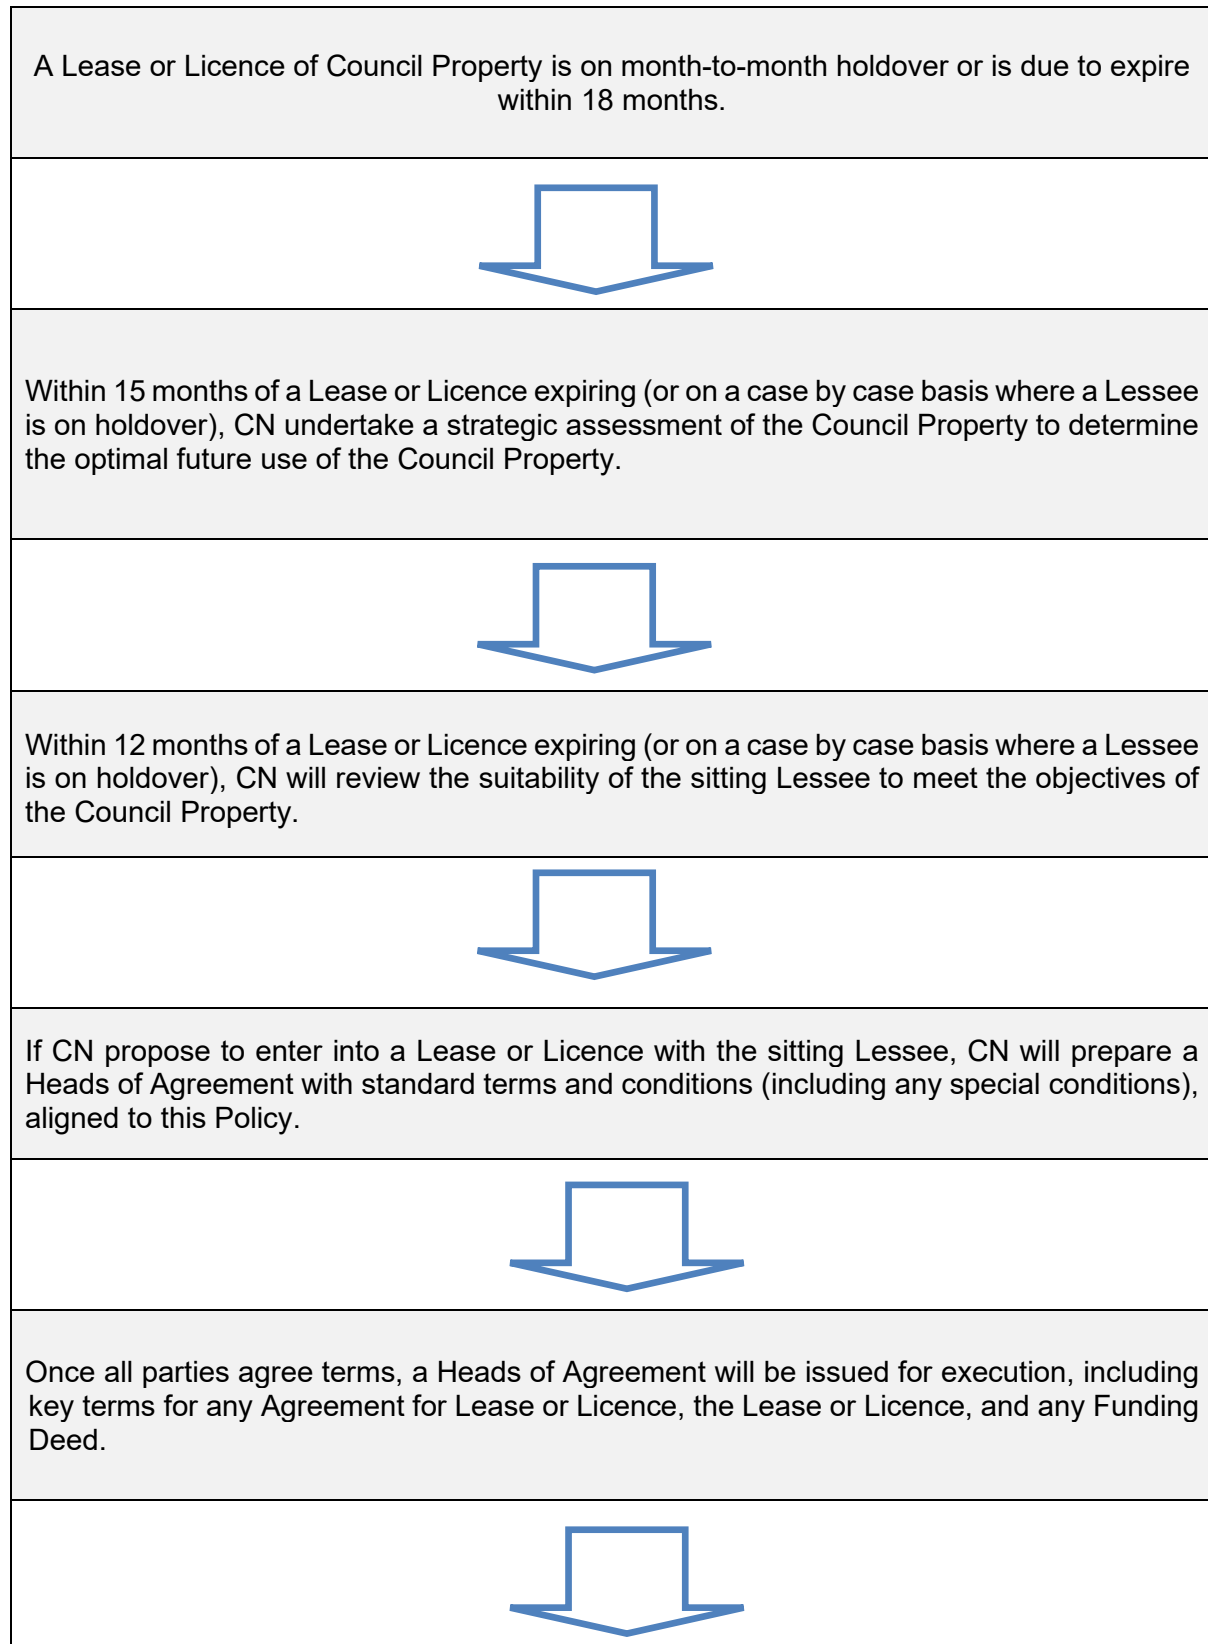 A Lease or Licence of Council Property is on month-to-month holdover or is due to expire
within 18 months.
Within 15 months of a Lease or Licence expiring (or on a case by case basis where a Lessee
is on holdover), CN undertake a strategic assessment of the Council Property to determine
the optimal future use of the Council Property.
Within 12 months of a Lease or Licence expiring (or on a case by case basis where a Lessee
is on holdover), CN will review the suitability of the sitting Lessee to meet the objectives of
the Council Property.
If CN propose to enter into a Lease or Licence with the sitting Lessee, CN will prepare a
Heads of Agreement with standard terms and conditions (including any special conditions),
aligned to this Policy.
Once all parties agree terms, a Heads of Agreement will be issued for execution, including
key terms for any Agreement for Lease or Licence, the Lease or Licence, and any Funding
Deed.